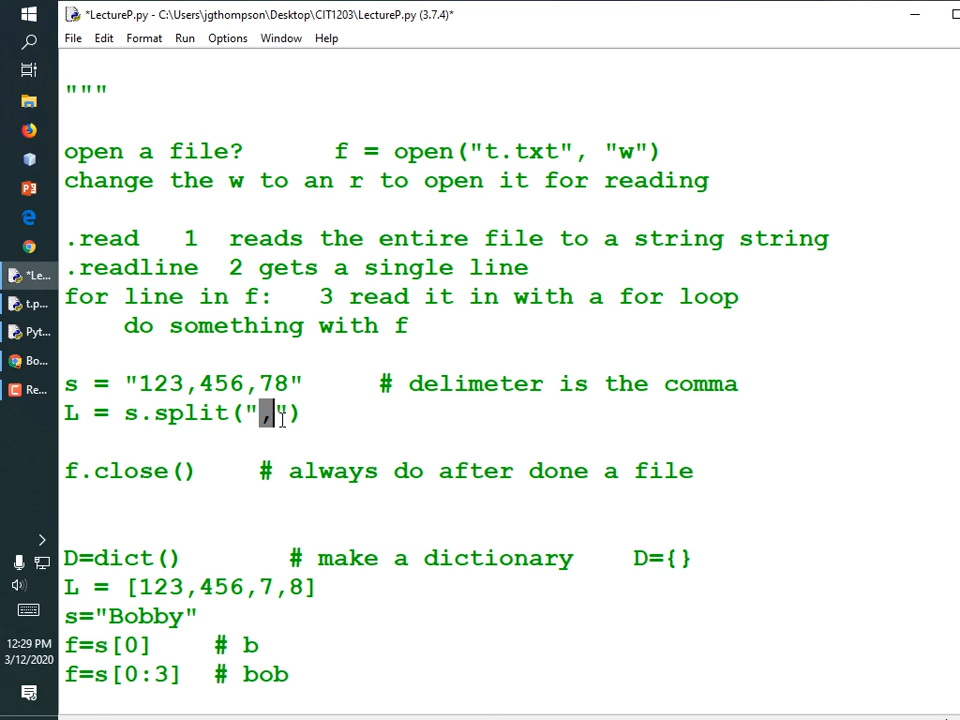 *LectureP.py - C:\Users\jgthompson\Desktop\CIT1203\LectureP.py (3.7.4)*
File Edit Format Run Options Window Help
"""
open a file?      f = open("t.txt", "w")
change the w to an r to open it for reading
.read   1  reads the entire file to a string string
.readline  2 gets a single line
for line in f:   3 read it in with a for loop
    do something with f
s = "123,456,78"     # delimeter is the comma
L = s.split(",")
f.close()    # always do after done a file
D=dict()       # make a dictionary    D={}
L = [123,456,7,8]
s="Bobby"
f=s[0]    # b
f=s[0:3]  # bob
*Le...
t.p...
Pyt...
Bo...
Re...
12:29 PM
3/12/2020